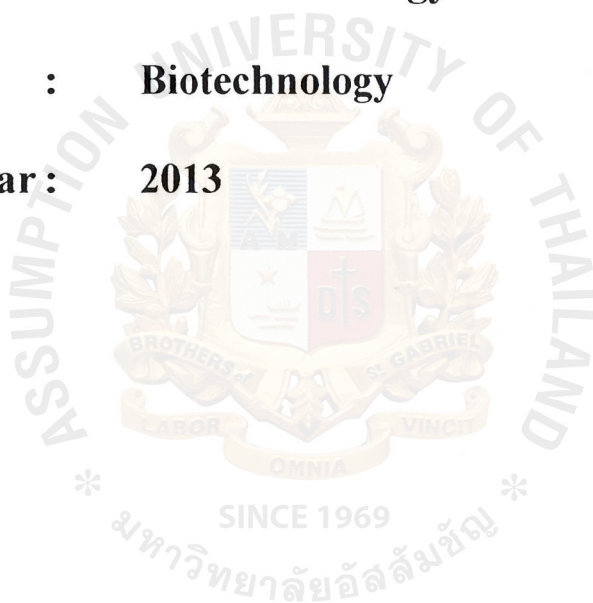 : Biotechnology
ar : 2013
ASSUMPTION UNIVERSITY OF THAILAND
A M
D S
BROTHERS of St GABRIEL
LABOR OMNIA VINCIT
SINCE 1969
มหาวิทยาลัยอัสสัมชัญ